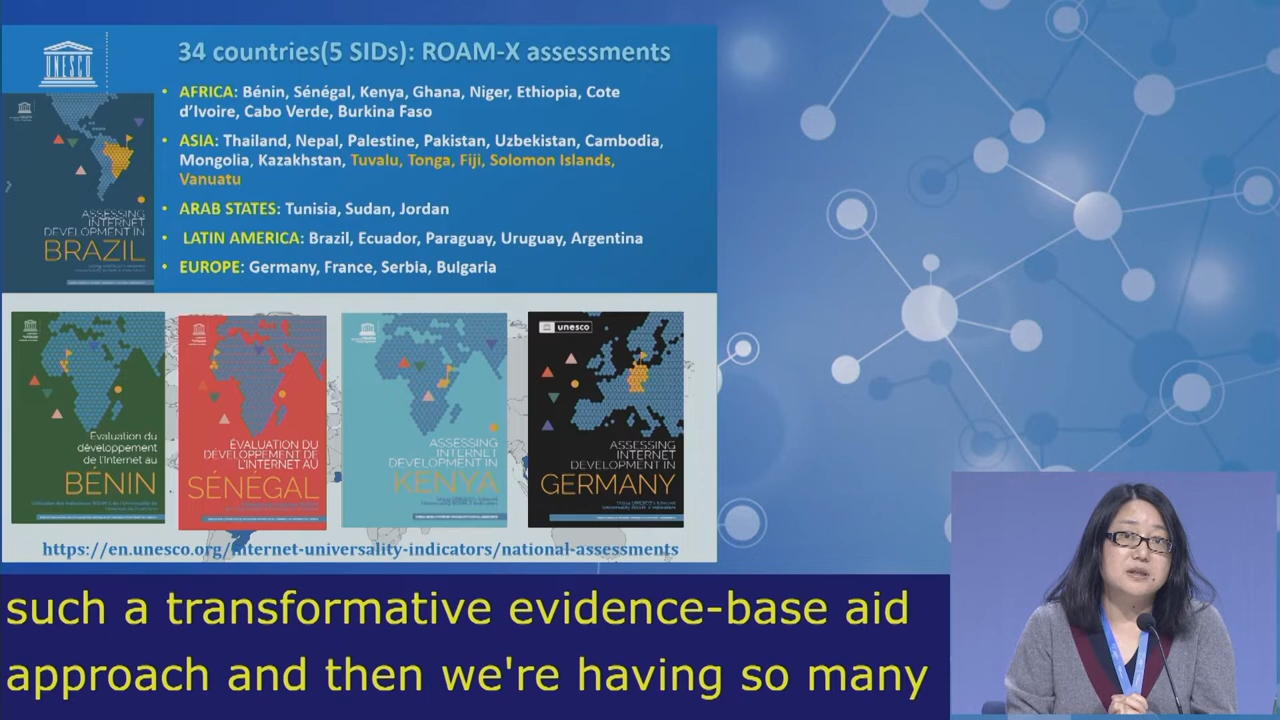 UNESCO
34 countries(5 SIDs): ROAM-X assessments
• AFRICA: Bénin, Sénégal, Kenya, Ghana, Niger, Ethiopia, Cote
d'Ivoire, Cabo Verde, Burkina Faso
• ASIA: Thailand, Nepal, Palestine, Pakistan, Uzbekistan, Cambodia,
Mongolia, Kazakhstan, Tuvalu, Tonga, Fiji, Solomon Islands,
Vanuatu
• ARAB STATES: Tunisia, Sudan, Jordan
• LATIN AMERICA: Brazil, Ecuador, Paraguay, Uruguay, Argentina
• EUROPE: Germany, France, Serbia, Bulgaria
ASSESSING
INTERNET
DEVELOPMENT IN
BRAZIL
Évaluation du
développement
de l'Internet au
BÉNIN
ÉVALUATION DU
DÉVELOPPEMENT DE
L'INTERNET AU
SÉNÉGAL
ASSESSING
INTERNET
DEVELOPMENT IN
KENYA
unesco
ASSESSING
INTERNET
DEVELOPMENT IN
GERMANY
https://en.unesco.org/internet-universality-indicators/national-assessments
such a transformative evidence-base aid
approach and then we're having so many